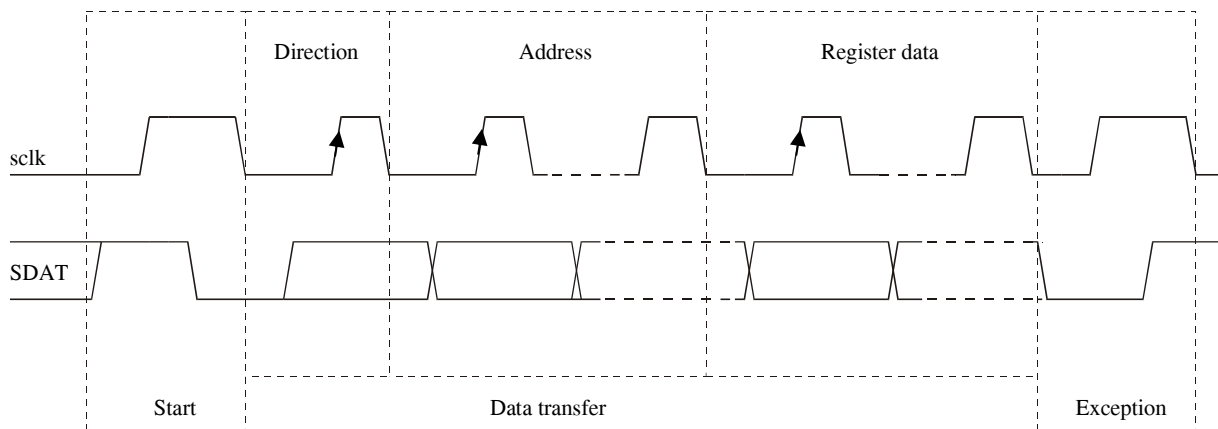 Direction
Address
Register data
sclk
SDAT
Start
Data transfer
Exception